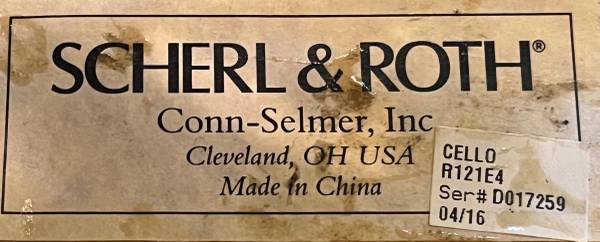 SCHERL & ROTH®
Conn-Selmer, Inc
Cleveland, OH USA
Made in China
CELLO
R121E4
Ser# D017259
04/16